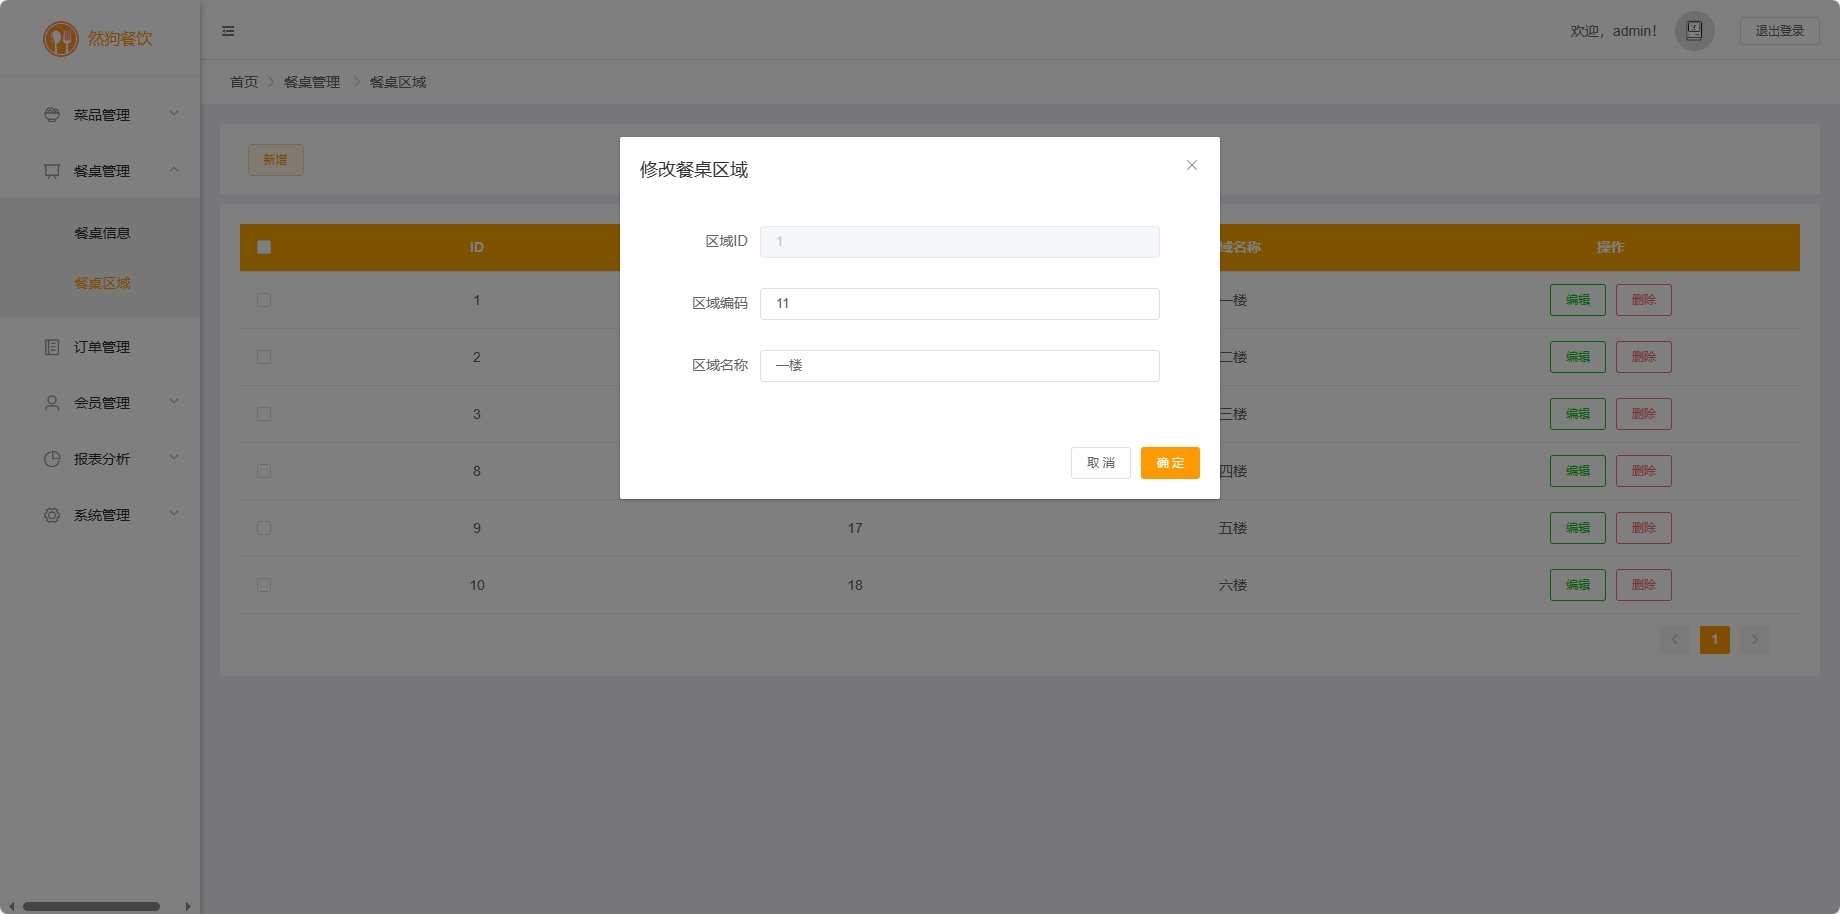 然狗餐饮
欢迎，admin！
退出登录
首页 > 餐桌管理 > 餐桌区域
菜品管理
餐桌管理
餐桌信息
餐桌区域
订单管理
会员管理
报表分析
系统管理
新增
ID 域名称 操作
1 一楼 编辑 删除
2 二楼 编辑 删除
3 三楼 编辑 删除
8 四楼 编辑 删除
9 17 五楼 编辑 删除
10 18 六楼 编辑 删除
1
修改餐桌区域
区域ID 1
区域编码 11
区域名称 一楼
取 消 确 定